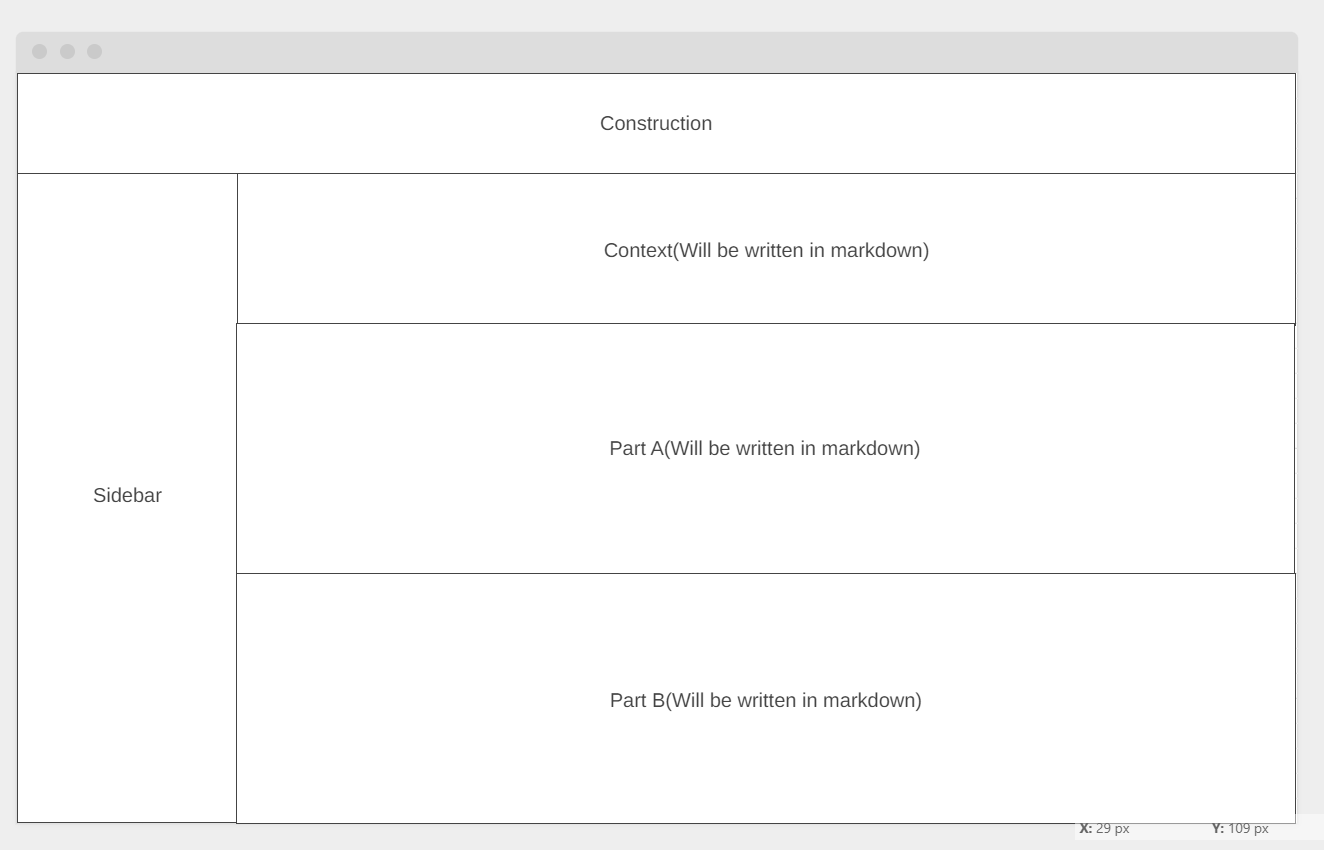 Construction
Context(Will be written in markdown)
Part A(Will be written in markdown)
Sidebar
Part B(Will be written in markdown)
X: 29 px Y: 109 px